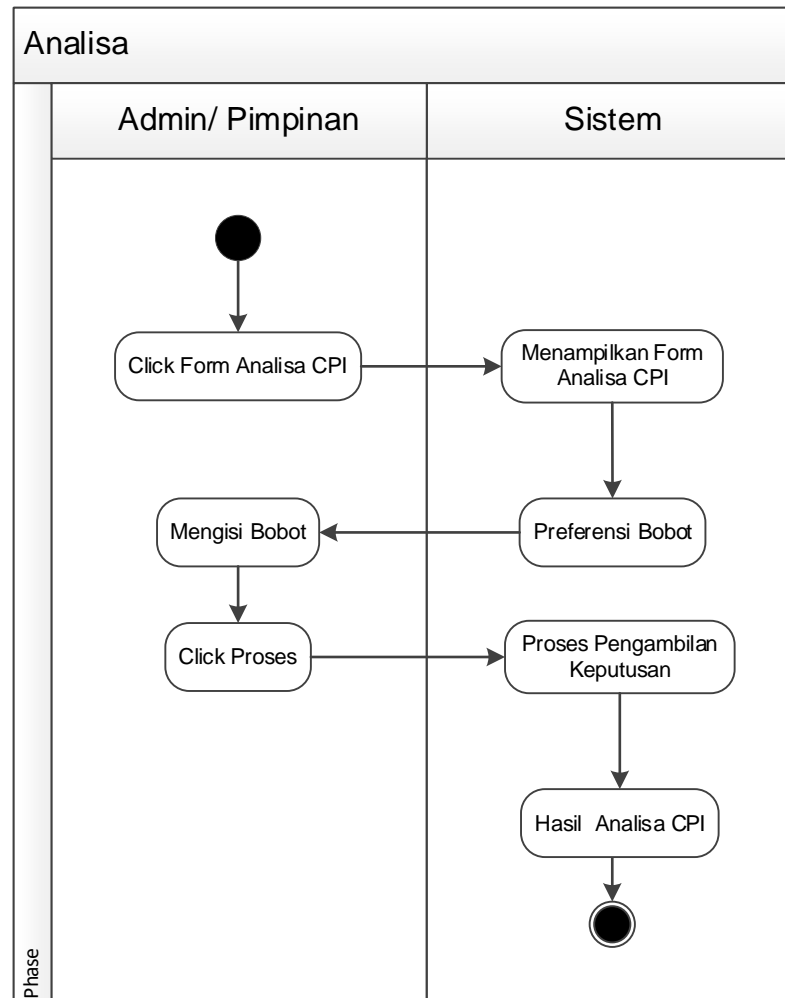 Analisa
Admin/ Pimpinan
Sistem
Click Form Analisa CPI
Menampilkan Form
Analisa CPI
Mengisi Bobot
Preferensi Bobot
Click Proses
Proses Pengambilan
Keputusan
Hasil Analisa CPI
Phase